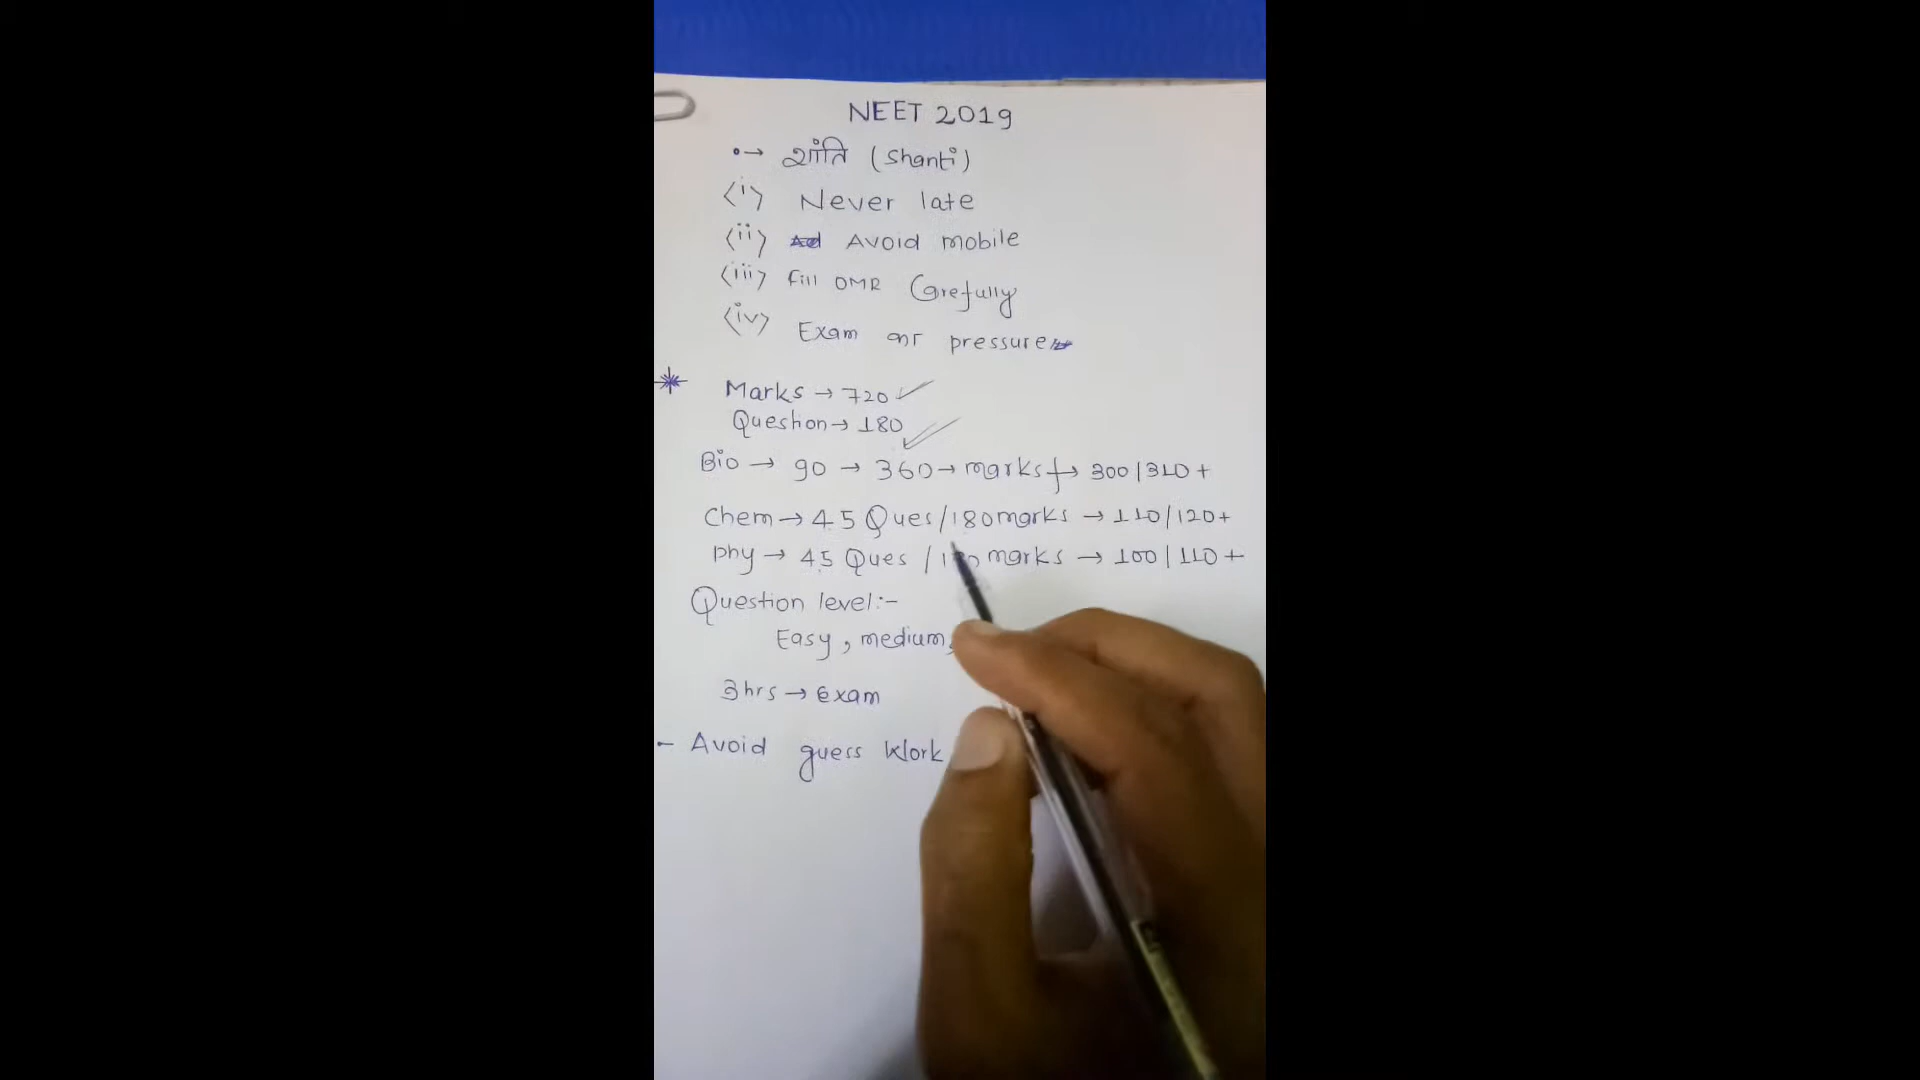 NEET 2019
•→ शांति (Shanti)
<i> Never late
<ii> Avoid mobile
<iii> Fill OMR Carefully
<iv> Exam का pressure
* Marks → 720 ✓
Question → 180
Bio → 90 → 360 → marks → 300/310+
Chem → 45 Ques/180 marks → 110/120+
Phy → 45 Ques / marks → 100/110+
Question level:-
Easy, medium,
3hrs → Exam
- Avoid guess Work